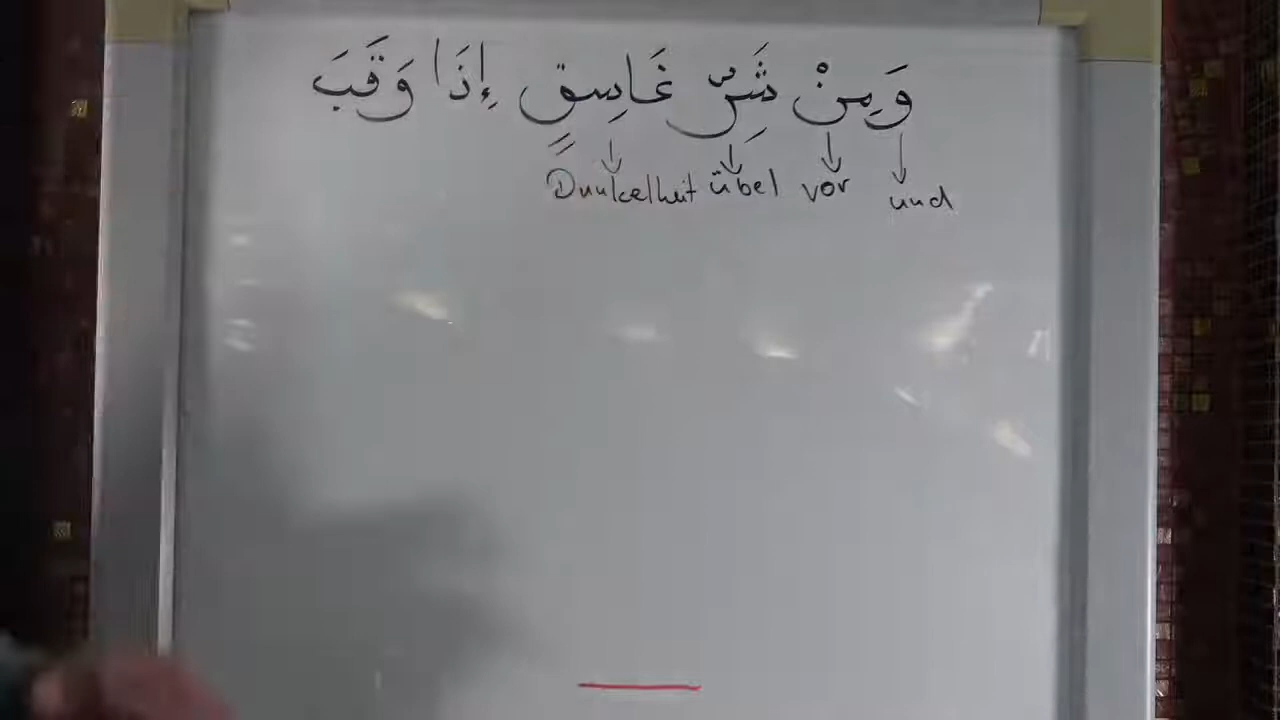 وَمِنْ شَرِّ غَاسِقٍ إِذَا وَقَبَ
Dunkelheit übel vor und